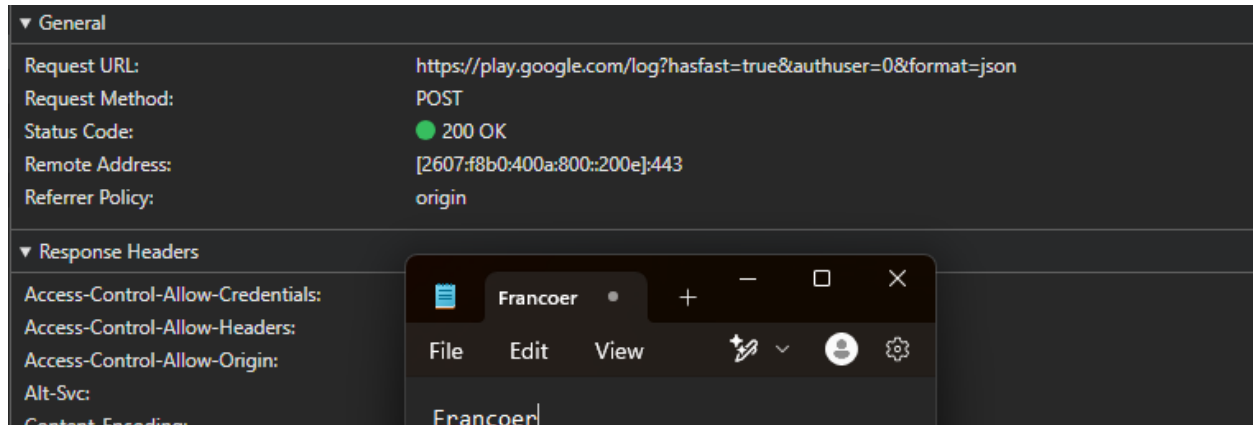 ▼ General
Request URL: https://play.google.com/log?hasfast=true&authuser=0&format=json
Request Method: POST
Status Code: 200 OK
Remote Address: [2607:f8b0:400a:800::200e]:443
Referrer Policy: origin
▼ Response Headers
Access-Control-Allow-Credentials:
Access-Control-Allow-Headers:
Access-Control-Allow-Origin:
Alt-Svc:
Content-Encoding:
Francoer
File Edit View
Francoer